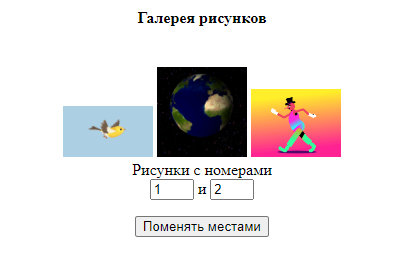 Галерея рисунков
Рисунки с номерами
1 и 2
Поменять местами